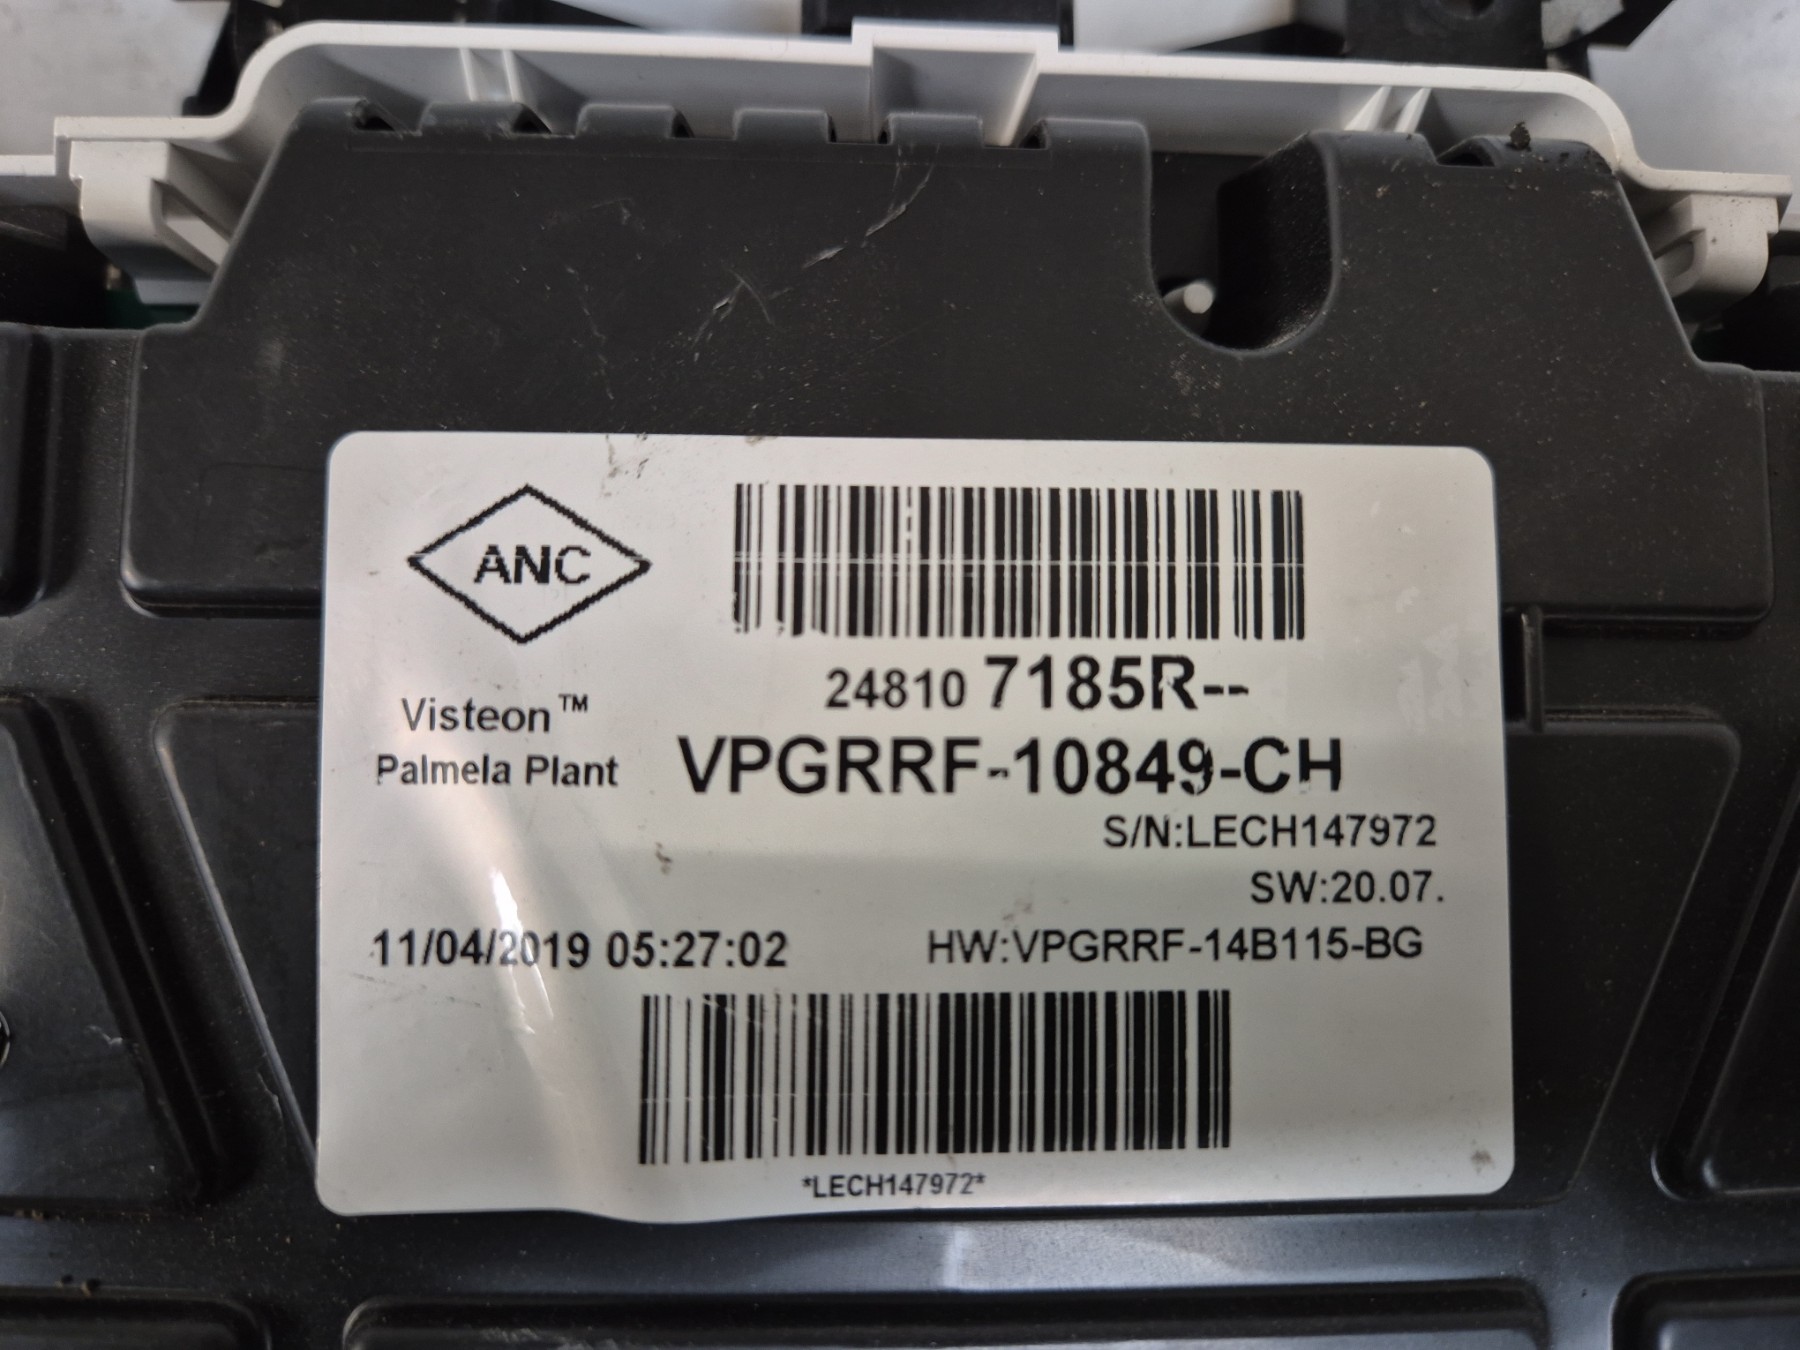 ANC
24810 7185R--
Visteon™
Palmela Plant
VPGRRF-10849-CH
S/N:LECH147972
SW:20.07.
11/04/2019 05:27:02
HW:VPGRRF-14B115-BG
*LECH147972*